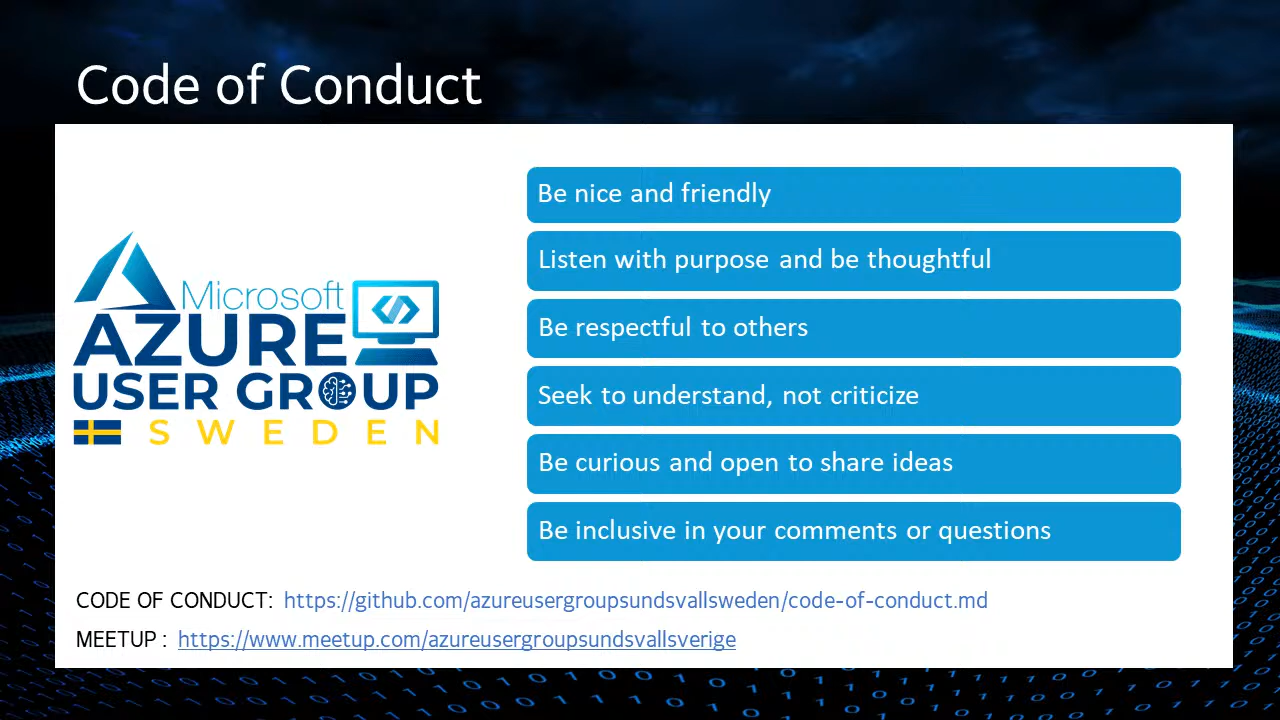 Code of Conduct
Microsoft
AZURE
USER GROUP
SWEDEN
Be nice and friendly
Listen with purpose and be thoughtful
Be respectful to others
Seek to understand, not criticize
Be curious and open to share ideas
Be inclusive in your comments or questions
CODE OF CONDUCT: https://github.com/azureusergroupsundsvallsweden/code-of-conduct.md
MEETUP : https://www.meetup.com/azureusergroupsundsvallsverige